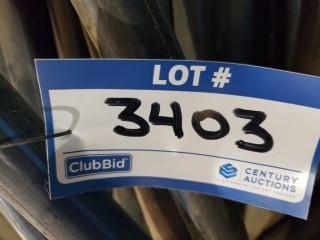 LOT #
3403
ClubBid
CENTURY
AUCTIONS